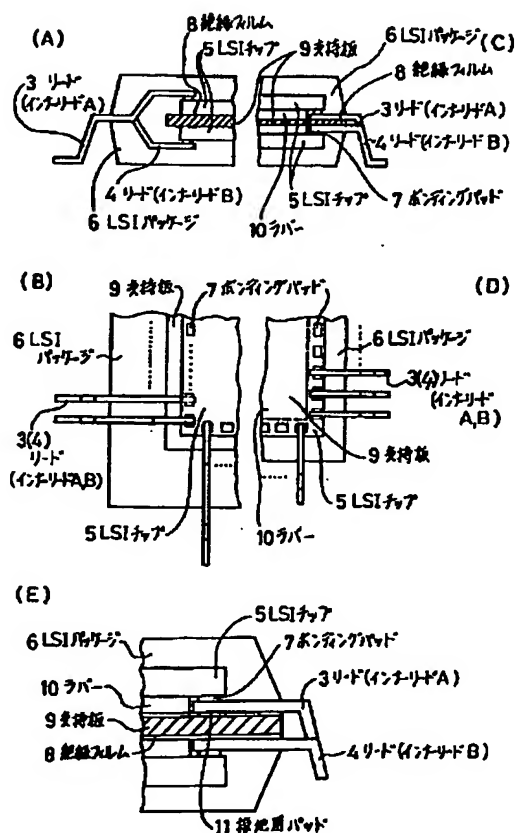 (A)
8 絶縁フィルム
5 LSIチップ
9 支持板
6 LSIパッケージ
(C)
3 リード
(インナーリードA)
8 絶縁フィルム
3 リード(インナーリードA)
4 リード(インナーリードB)
4 リード(インナーリードB)
7 ボンディングパッド
6 LSIパッケージ
5 LSIチップ
10 ラバー
(B)
9 支持板
7 ボンディングパッド
(D)
6 LSI
パッケージ
6 LSIパッケージ
3(4)リード
(インナーリード
A,B)
3(4)
リード
(インナーリードA,B)
9 支持板
5 LSIチップ
5 LSIチップ
10 ラバー
(E)
5 LSIチップ
6 LSIパッケージ
7 ボンディングパッド
10 ラバー
3 リード(インナーリードA)
9 支持板
8 絶縁フィルム
4 リード(インナーリードB)
11 接地用パッド